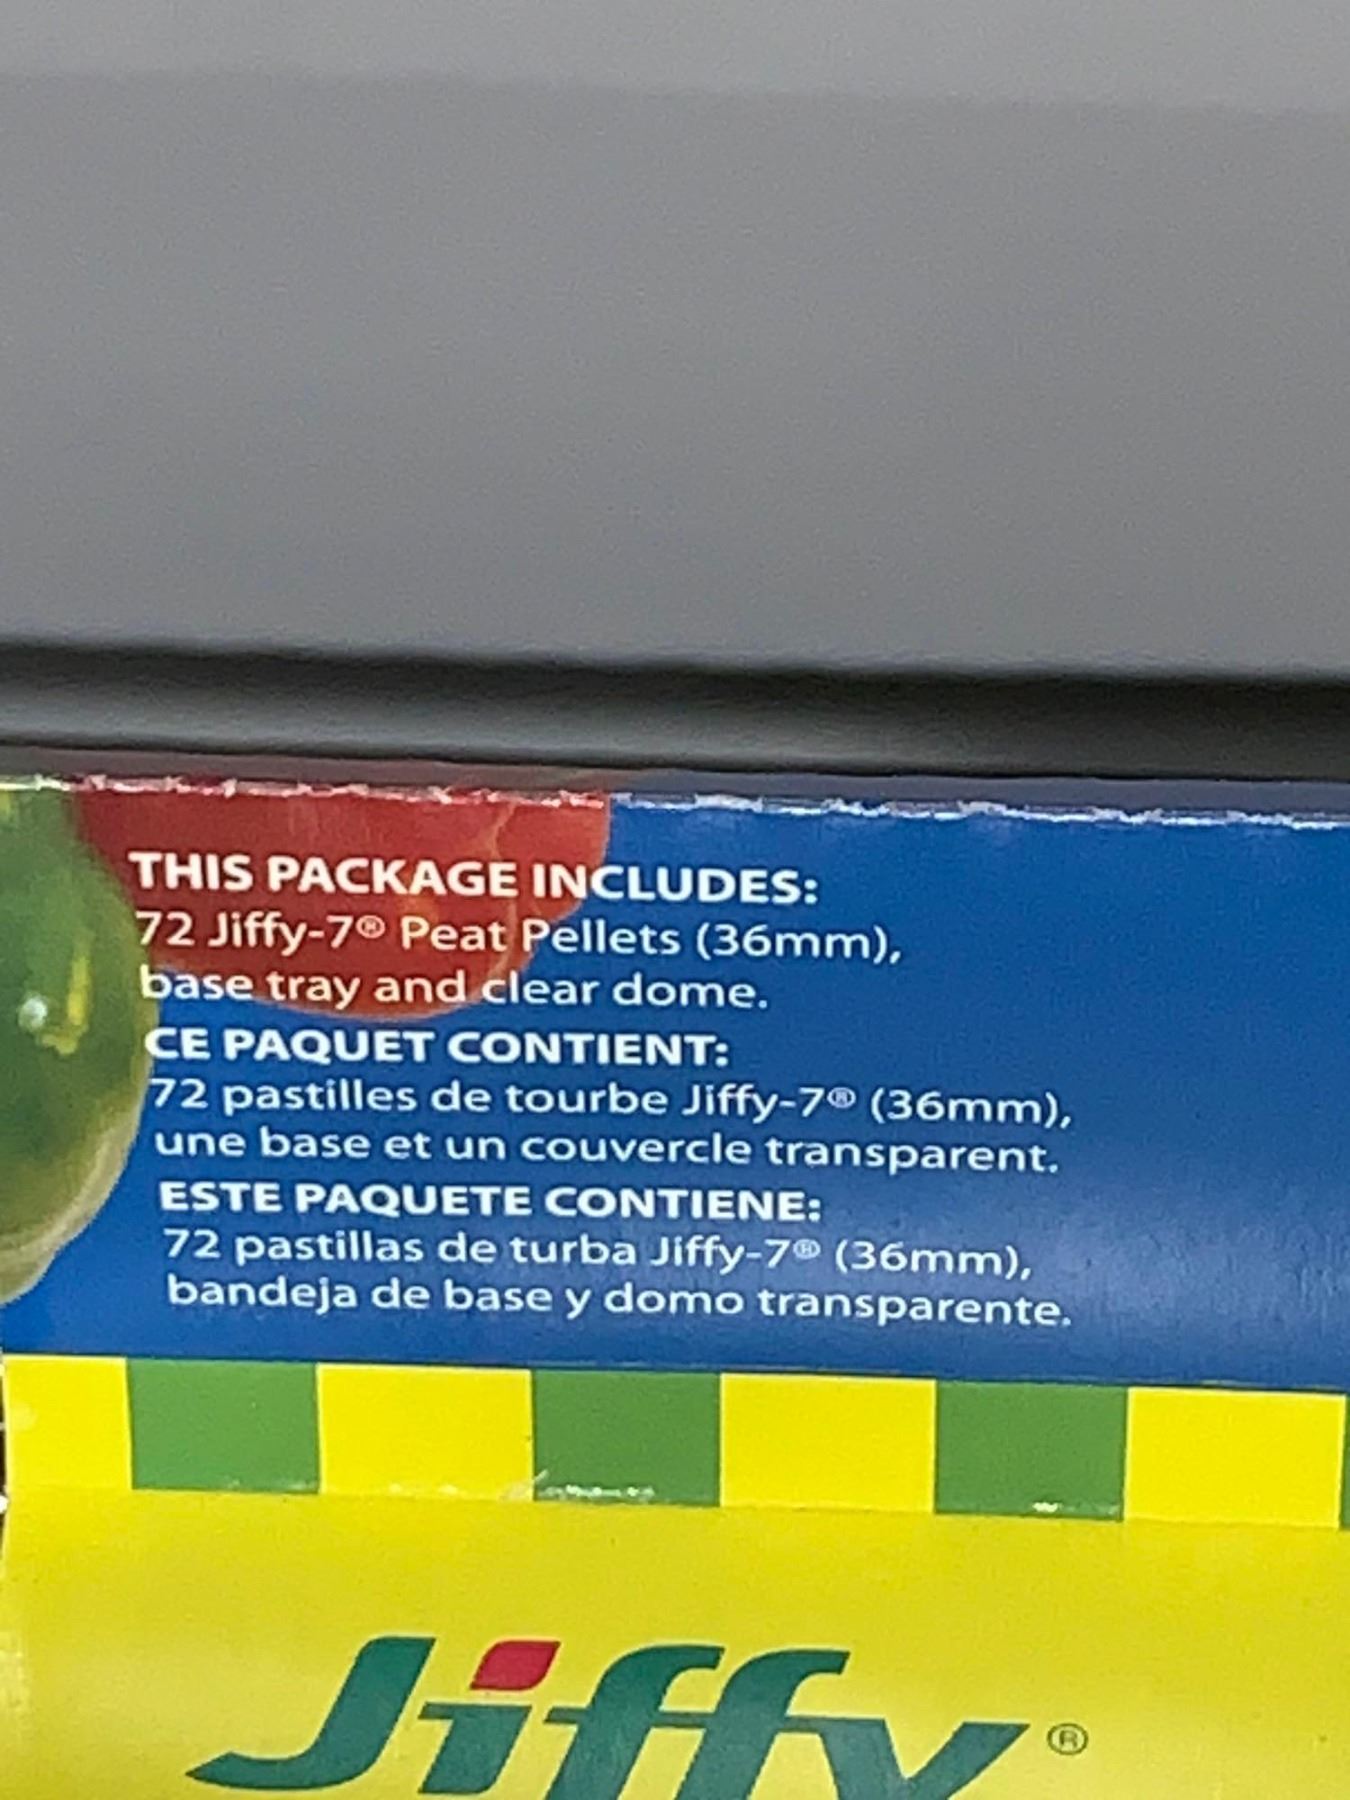 THIS PACKAGE INCLUDES:
72 Jiffy-7® Peat Pellets (36mm),
base tray and clear dome.
CE PAQUET CONTIENT:
72 pastilles de tourbe Jiffy-7® (36mm),
une base et un couvercle transparent.
ESTE PAQUETE CONTIENE:
72 pastillas de turba Jiffy-7® (36mm),
bandeja de base y domo transparente.
Jiffy®